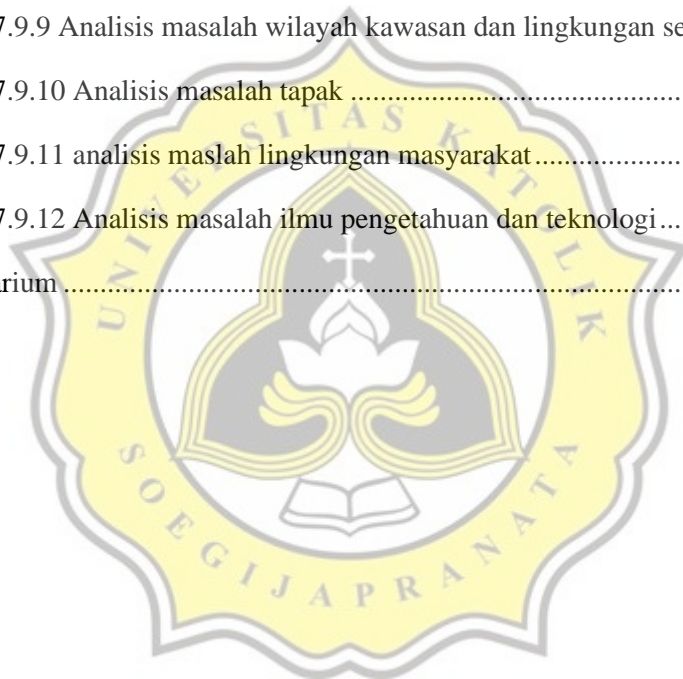 7.9.9 Analisis masalah wilayah kawasan dan lingkungan se
7.9.10 Analisis masalah tapak ..........................................
7.9.11 analisis maslah lingkungan masyarakat ...................
7.9.12 Analisis masalah ilmu pengetahuan dan teknologi ...
rium ..................................................................................
UNIVERSITAS KATOLIK
SOEGIJAPRANATA